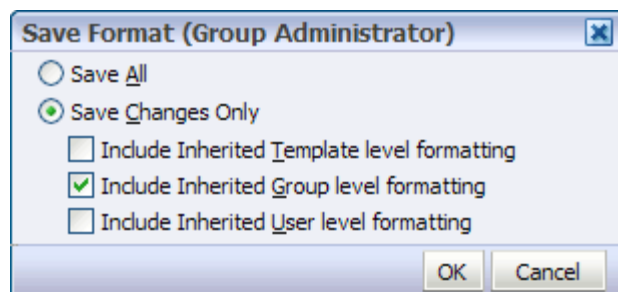 Save Format (Group Administrator)
Save All
Save Changes Only
Include Inherited Template level formatting
Include Inherited Group level formatting
Include Inherited User level formatting
OK Cancel